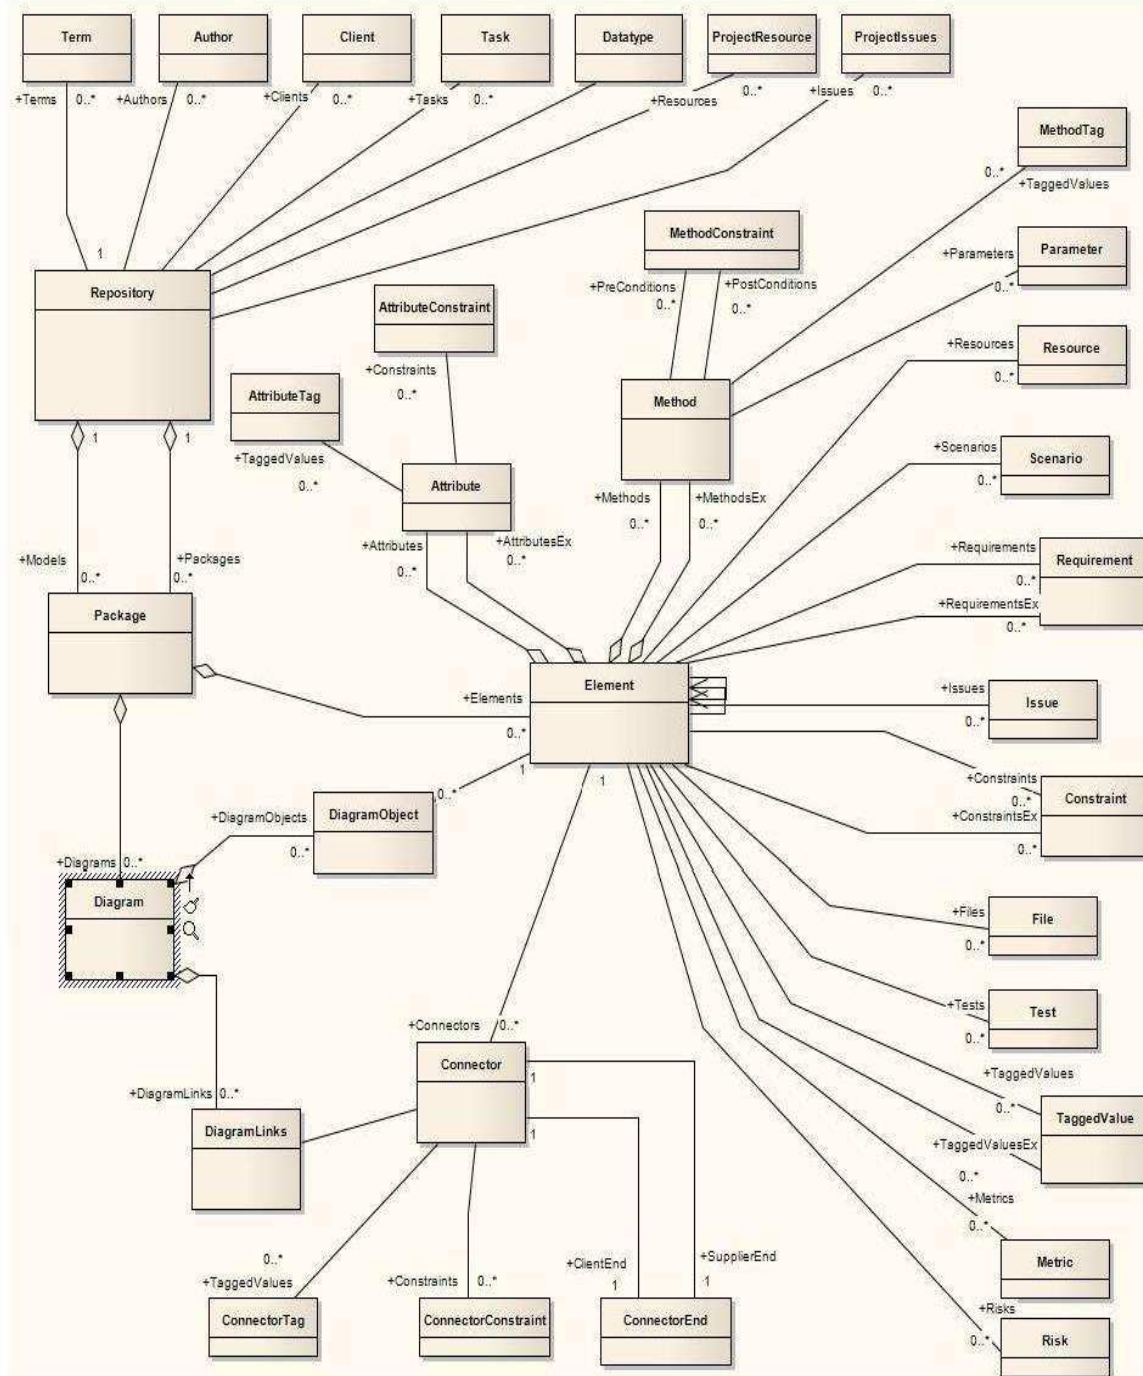 Term Author Client Task Datatype ProjectResource ProjectIssues
+Terms 0..* +Authors 0..* +Clients 0..* +Tasks 0..* +Resources 0..* +Issues 0..*
MethodTag
0..*
+TaggedValues
MethodConstraint
+Parameters Parameter
0..*
1
Repository
+PreConditions +PostConditions
0..* 0..*
AttributeConstraint
+Constraints
0..*
+Resources Resource
0..*
AttributeTag
Method
1 1
+TaggedValues
0..*
+Scenarios Scenario
0..*
Attribute
+Methods +MethodsEx
0..* 0..*
+Attributes +AttributesEx
0..* 0..*
+Models +Packages
0..* 0..*
+Requirements Requirement
0..*
+RequirementsEx
0..*
Package
Element
+Elements
0..*
+Issues Issue
0..*
1 1
0..*
+Constraints Constraint
0..*
+ConstraintsEx
0..*
+DiagramObjects DiagramObject
0..*
+Diagrams 0..*
Diagram
+Files File
0..*
+Tests Test
0..*
+Connectors 0..*
Connector
1
1
+TaggedValues
0..*
TaggedValue
+DiagramLinks 0..*
DiagramLinks
+TaggedValuesEx
0..*
+Metrics
0..*
Metric
0..*
+TaggedValues
+Constraints 0..*
+ClientEnd
1
+SupplierEnd
1
ConnectorTag ConnectorConstraint ConnectorEnd
+Risks
0..*
Risk